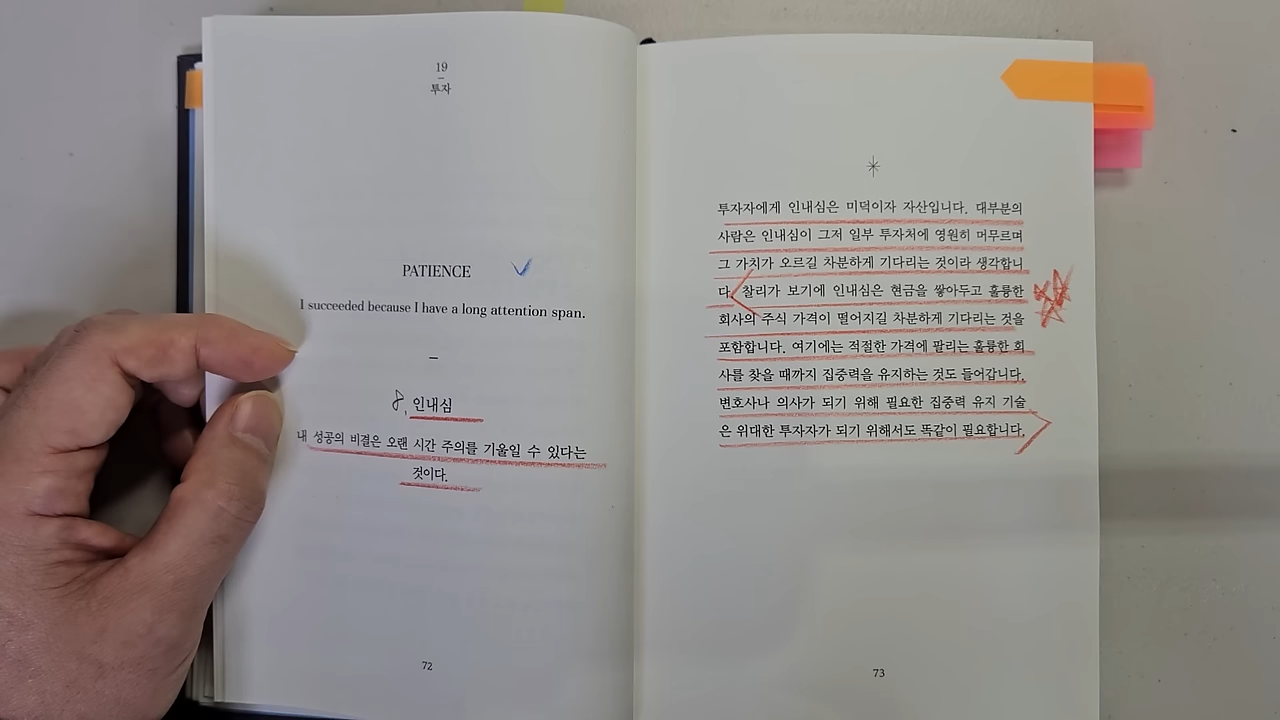 19
투자
PATIENCE
I succeeded because I have a long attention span.
8, 인내심
내 성공의 비결은 오랜 시간 주의를 기울일 수 있다는
것이다.
72
투자자에게 인내심은 미덕이자 자산입니다. 대부분의
사람은 인내심이 그저 일부 투자처에 영원히 머무르며
그 가치가 오르길 차분하게 기다리는 것이라 생각합니
다. 찰리가 보기에 인내심은 현금을 쌓아두고 훌륭한
회사의 주식 가격이 떨어지길 차분하게 기다리는 것을
포함합니다. 여기에는 적절한 가격에 팔리는 훌륭한 회
사를 찾을 때까지 집중력을 유지하는 것도 들어갑니다.
변호사나 의사가 되기 위해 필요한 집중력 유지 기술
은 위대한 투자자가 되기 위해서도 똑같이 필요합니다.
73